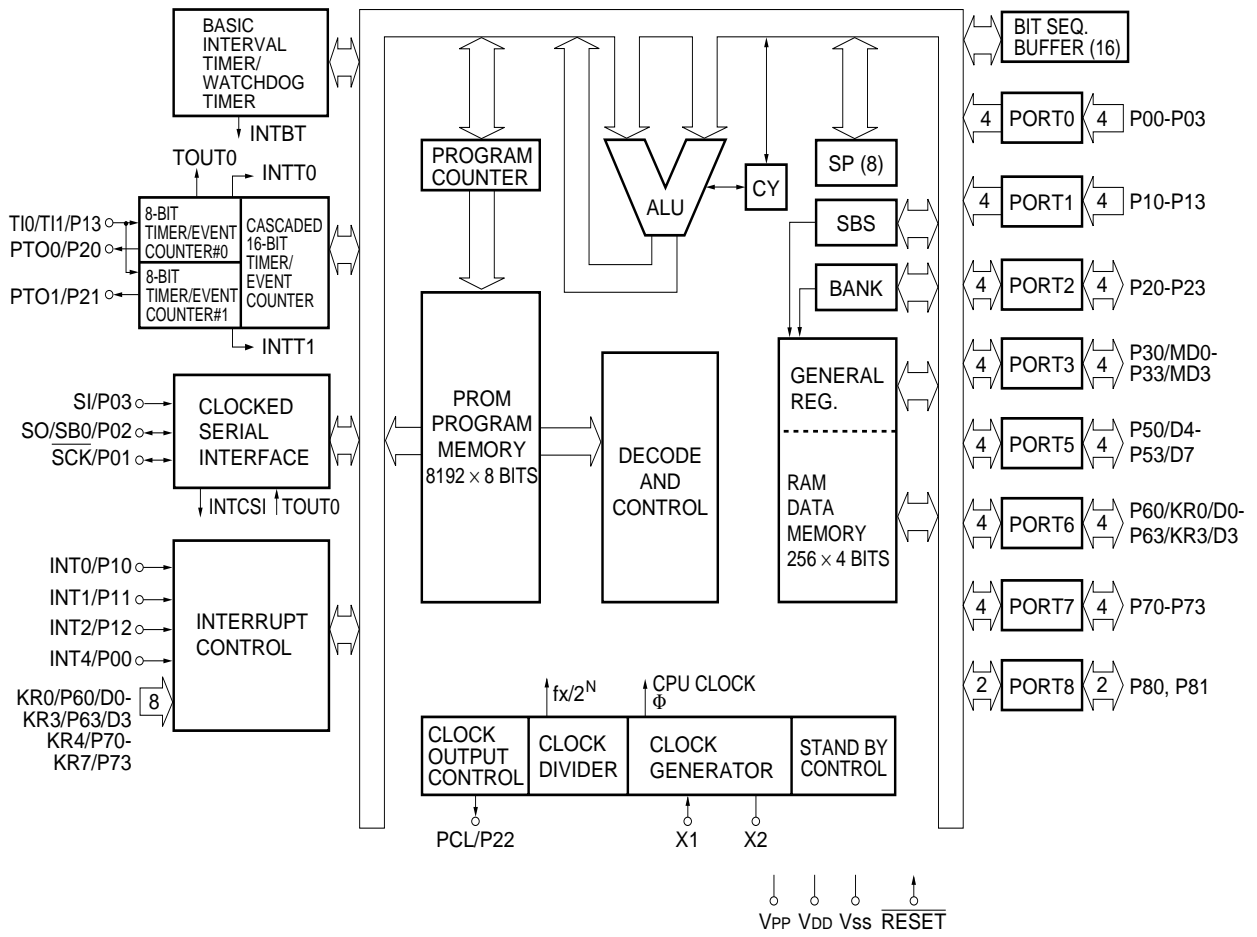 BASIC
INTERVAL
TIMER/
WATCHDOG
TIMER
INTBT
TOUT0
INTT0
TI0/TI1/P13
PTO0/P20
PTO1/P21
8-BIT
TIMER/EVENT
COUNTER#0
8-BIT
TIMER/EVENT
COUNTER#1
CASCADED
16-BIT
TIMER/
EVENT
COUNTER
INTT1
SI/P03
SO/SB0/P02
SCK/P01
CLOCKED
SERIAL
INTERFACE
INTCSI
TOUT0
INT0/P10
INT1/P11
INT2/P12
INT4/P00
KR0/P60/D0-
KR3/P63/D3
KR4/P70-
KR7/P73
8
INTERRUPT
CONTROL
PROGRAM
COUNTER
ALU
CY
SP (8)
SBS
BANK
PROM
PROGRAM
MEMORY
8192 × 8 BITS
DECODE
AND
CONTROL
GENERAL
REG.
RAM
DATA
MEMORY
256 × 4 BITS
fx/2N
CPU CLOCK
Φ
CLOCK
OUTPUT
CONTROL
CLOCK
DIVIDER
CLOCK
GENERATOR
STAND BY
CONTROL
PCL/P22
X1
X2
VPP
VDD
VSS
RESET
BIT SEQ.
BUFFER (16)
4 PORT0 4 P00-P03
4 PORT1 4 P10-P13
4 PORT2 4 P20-P23
4 PORT3 4 P30/MD0-
P33/MD3
4 PORT5 4 P50/D4-
P53/D7
4 PORT6 4 P60/KR0/D0-
P63/KR3/D3
4 PORT7 4 P70-P73
2 PORT8 2 P80, P81